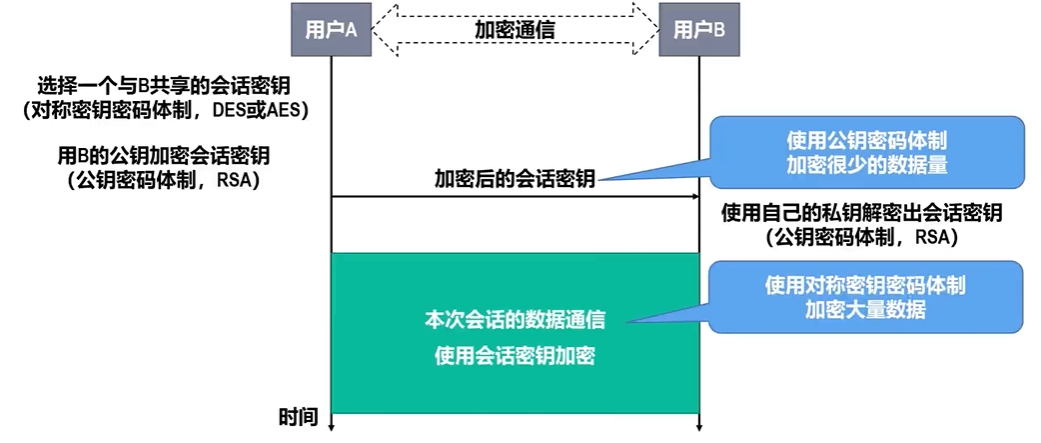 用户A
加密通信
用户B
选择一个与B共享的会话密钥
（对称密钥密码体制，DES或AES）
用B的公钥加密会话密钥
（公钥密码体制，RSA）
使用公钥密码体制
加密很少的数据量
加密后的会话密钥
使用自己的私钥解密出会话密钥
（公钥密码体制，RSA）
使用对称密钥密码体制
加密大量数据
本次会话的数据通信
使用会话密钥加密
时间